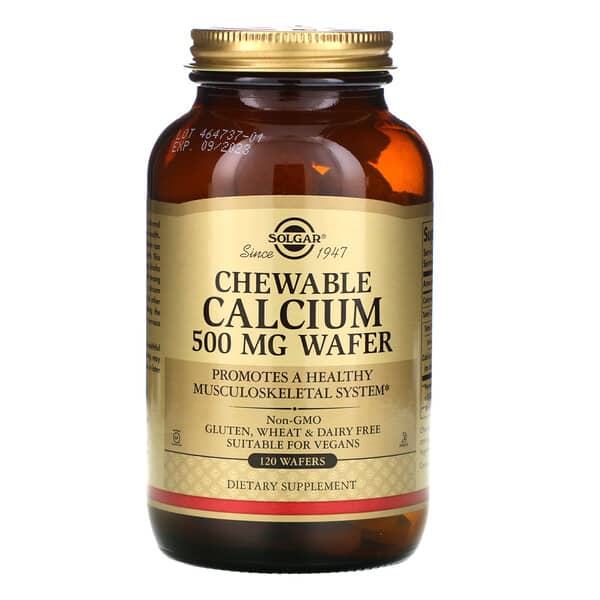 LOT 464737-01
EXP. 09/2023
SOLGAR®
Since 1947
CHEWABLE
CALCIUM
500 MG WAFER
PROMOTES A HEALTHY
MUSCULOSKELETAL SYSTEM*
Non-GMO
GLUTEN, WHEAT & DAIRY FREE
SUITABLE FOR VEGANS
120 WAFERS
DIETARY SUPPLEMENT